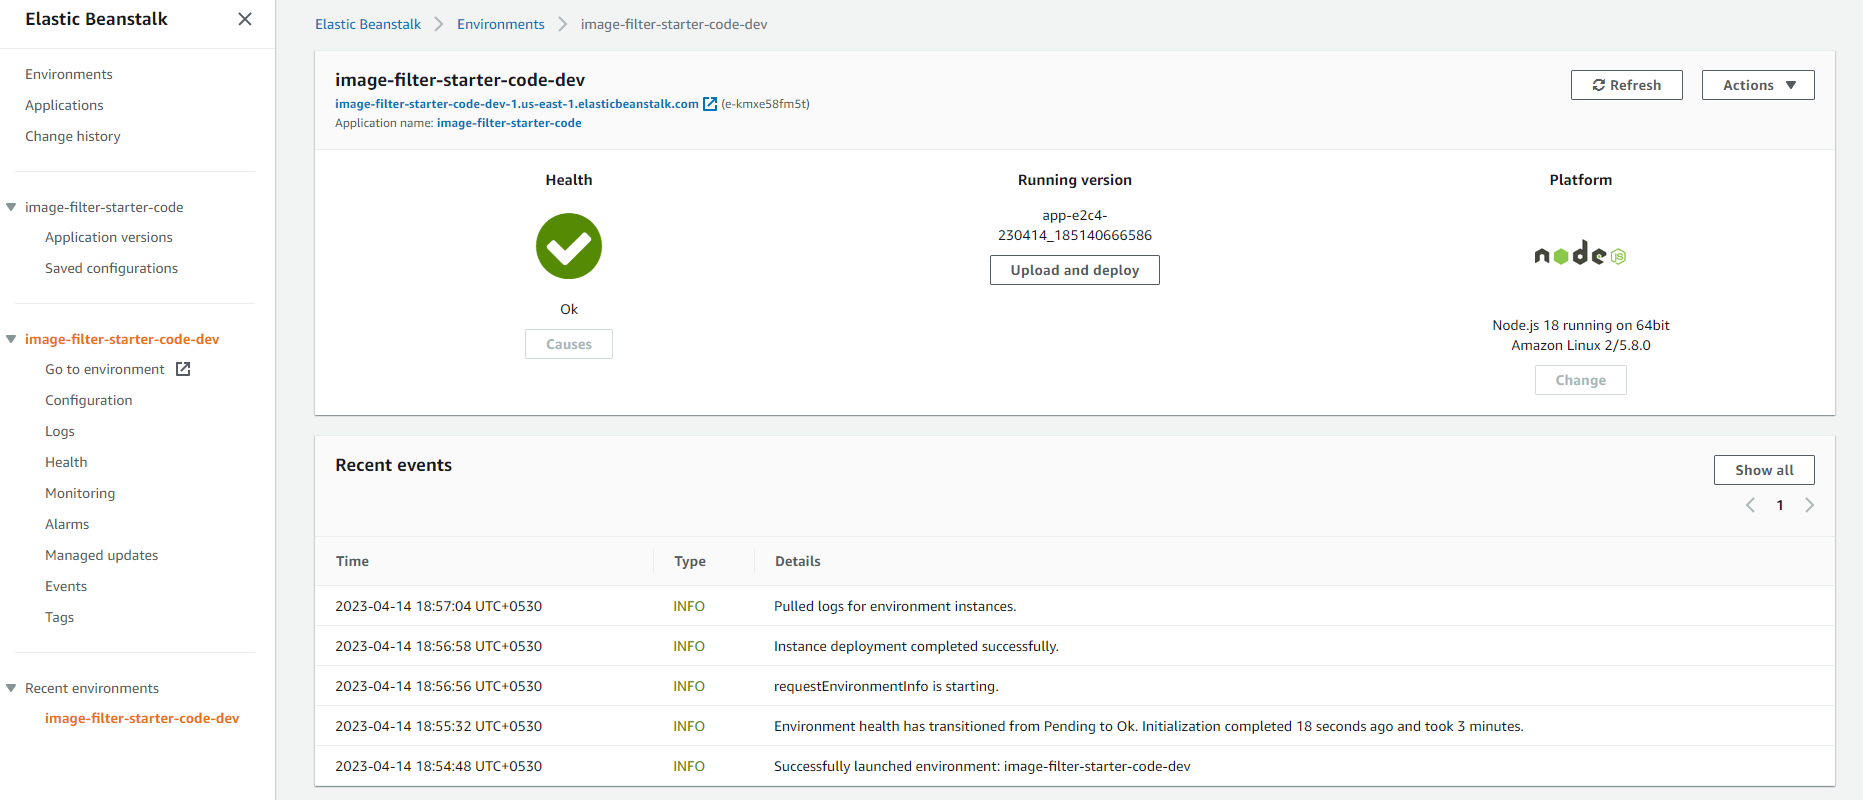 Elastic Beanstalk
Environments
Applications
Change history
image-filter-starter-code
Application versions
Saved configurations
image-filter-starter-code-dev
Go to environment
Configuration
Logs
Health
Monitoring
Alarms
Managed updates
Events
Tags
Recent environments
image-filter-starter-code-dev
Elastic Beanstalk Environments image-filter-starter-code-dev
image-filter-starter-code-dev
image-filter-starter-code-dev-1.us-east-1.elasticbeanstalk.com (e-kmxe58fm5t)
Application name: image-filter-starter-code
Refresh Actions
Health
Ok
Causes
Running version
app-e2c4-
230414_185140666586
Upload and deploy
Platform
node JS
Node.js 18 running on 64bit
Amazon Linux 2/5.8.0
Change
Recent events
Show all
1
Time Type Details
2023-04-14 18:57:04 UTC+0530 INFO Pulled logs for environment instances.
2023-04-14 18:56:58 UTC+0530 INFO Instance deployment completed successfully.
2023-04-14 18:56:56 UTC+0530 INFO requestEnvironmentInfo is starting.
2023-04-14 18:55:32 UTC+0530 INFO Environment health has transitioned from Pending to Ok. Initialization completed 18 seconds ago and took 3 minutes.
2023-04-14 18:54:48 UTC+0530 INFO Successfully launched environment: image-filter-starter-code-dev